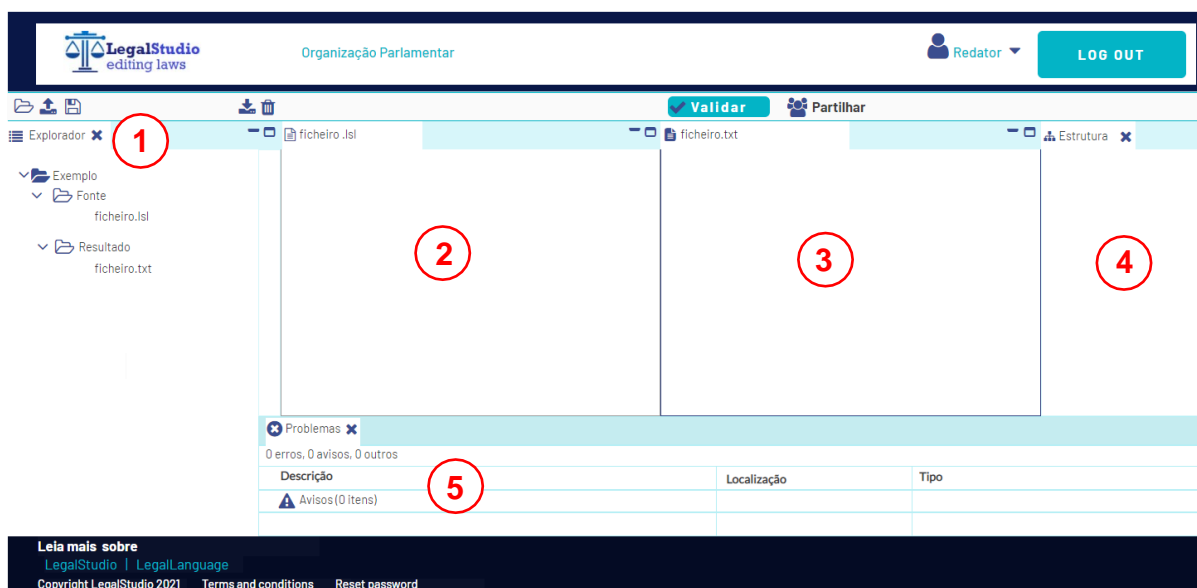 LegalStudio
editing laws
Organização Parlamentar
Redator
LOG OUT
Validar
Partilhar
Explorador
1
ficheiro .lsl
ficheiro.txt
Estrutura
Exemplo
Fonte
ficheiro.lsl
Resultado
ficheiro.txt
2
3
4
Problemas
0 erros, 0 avisos, 0 outros
Descrição
Localização
Tipo
5
Avisos (0 itens)
Leia mais sobre
LegalStudio | LegalLanguage
Copyright LegalStudio 2021 Terms and conditions Reset password